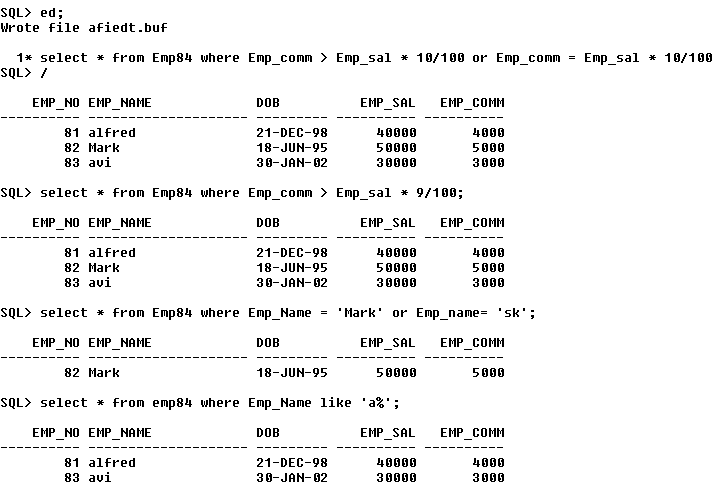 SQL> ed;
Wrote file afiedt.buf
1* select * from Emp84 where Emp_comm > Emp_sal * 10/100 or Emp_comm = Emp_sal * 10/100
SQL> /
EMP_NO EMP_NAME DOB EMP_SAL EMP_COMM
---------- -------------------- --------- ---------- ----------
81 alfred 21-DEC-98 40000 4000
82 Mark 18-JUN-95 50000 5000
83 avi 30-JAN-02 30000 3000
SQL> select * from Emp84 where Emp_comm > Emp_sal * 9/100;
EMP_NO EMP_NAME DOB EMP_SAL EMP_COMM
---------- -------------------- --------- ---------- ----------
81 alfred 21-DEC-98 40000 4000
82 Mark 18-JUN-95 50000 5000
83 avi 30-JAN-02 30000 3000
SQL> select * from Emp84 where Emp_Name = 'Mark' or Emp_name= 'sk';
EMP_NO EMP_NAME DOB EMP_SAL EMP_COMM
---------- -------------------- --------- ---------- ----------
82 Mark 18-JUN-95 50000 5000
SQL> select * from emp84 where Emp_Name like 'a%';
EMP_NO EMP_NAME DOB EMP_SAL EMP_COMM
---------- -------------------- --------- ---------- ----------
81 alfred 21-DEC-98 40000 4000
83 avi 30-JAN-02 30000 3000